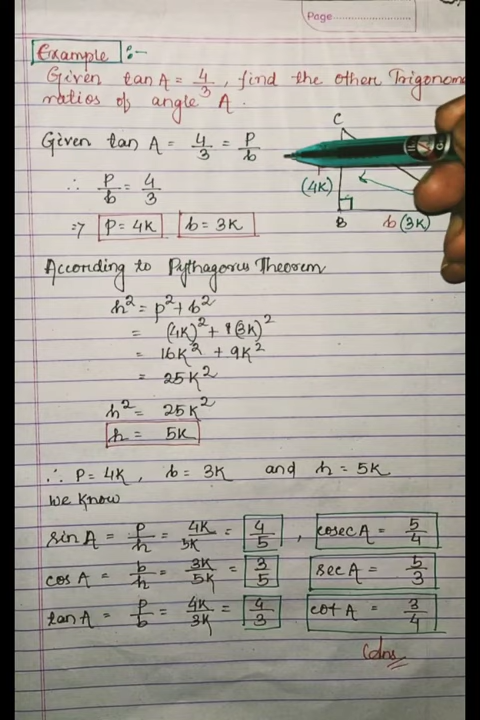 Page
Example :-
Given tan A = 4/3, find the other Trigonome
ratios of angle A.
Given tan A = 4/3 = P/b
C
∴ P/b = 4/3
(4K)
⇒ P = 4K b = 3K
B b (3K)
According to Pythagorus Theorem
h² = p² + b²
= (4K)² + (3K)²
= 16K² + 9K²
= 25K²
h² = 25K²
h = 5K
∴ P = 4K, b = 3K and h = 5K
we know
sin A = P/h = 4K/5K = 4/5, cosec A = 5/4
cos A = b/h = 3K/5K = 3/5 sec A = 5/3
tan A = P/b = 4K/3K = 4/3 cot A = 3/4